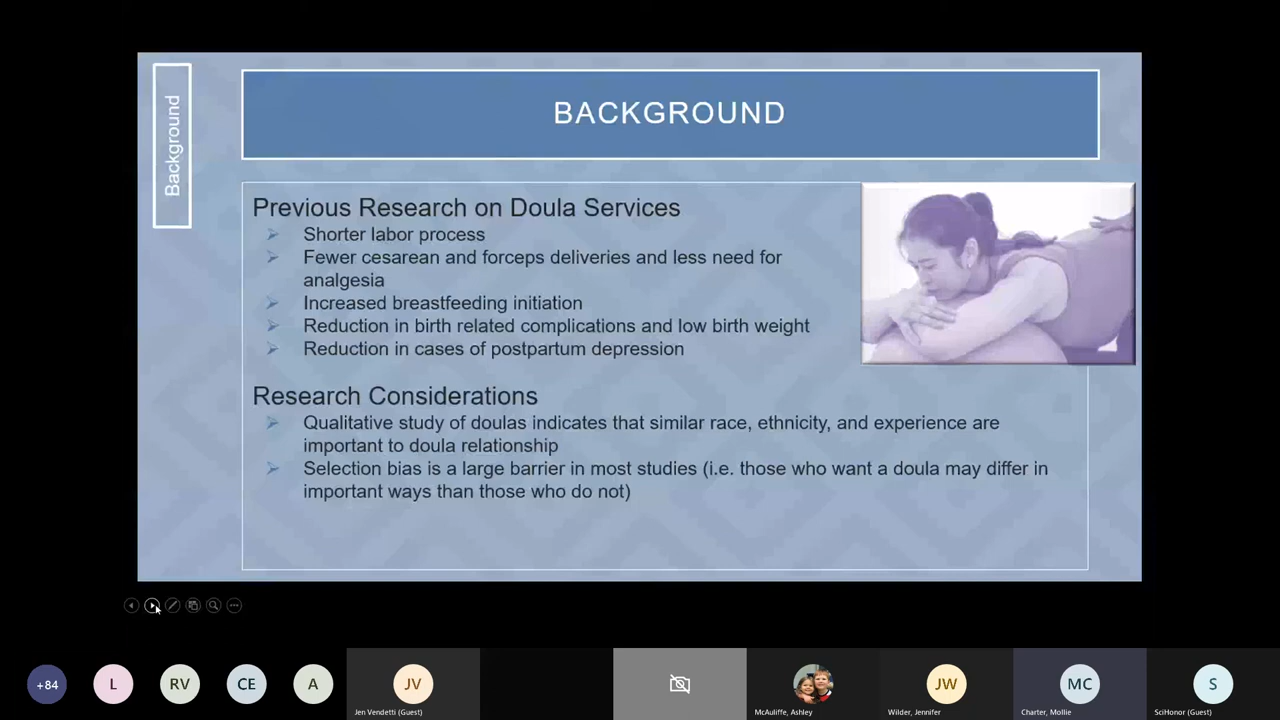 Background
BACKGROUND
Previous Research on Doula Services
Shorter labor process
Fewer cesarean and forceps deliveries and less need for
analgesia
Increased breastfeeding initiation
Reduction in birth related complications and low birth weight
Reduction in cases of postpartum depression
Research Considerations
Qualitative study of doulas indicates that similar race, ethnicity, and experience are
important to doula relationship
Selection bias is a large barrier in most studies (i.e. those who want a doula may differ in
important ways than those who do not)
+84
L
RV
CE
A
JV
JW
MC
S
Jen Vendetti (Guest)
McAuliffe, Ashley
Wilder, Jennifer
Charter, Mollie
SciHonor (Guest)